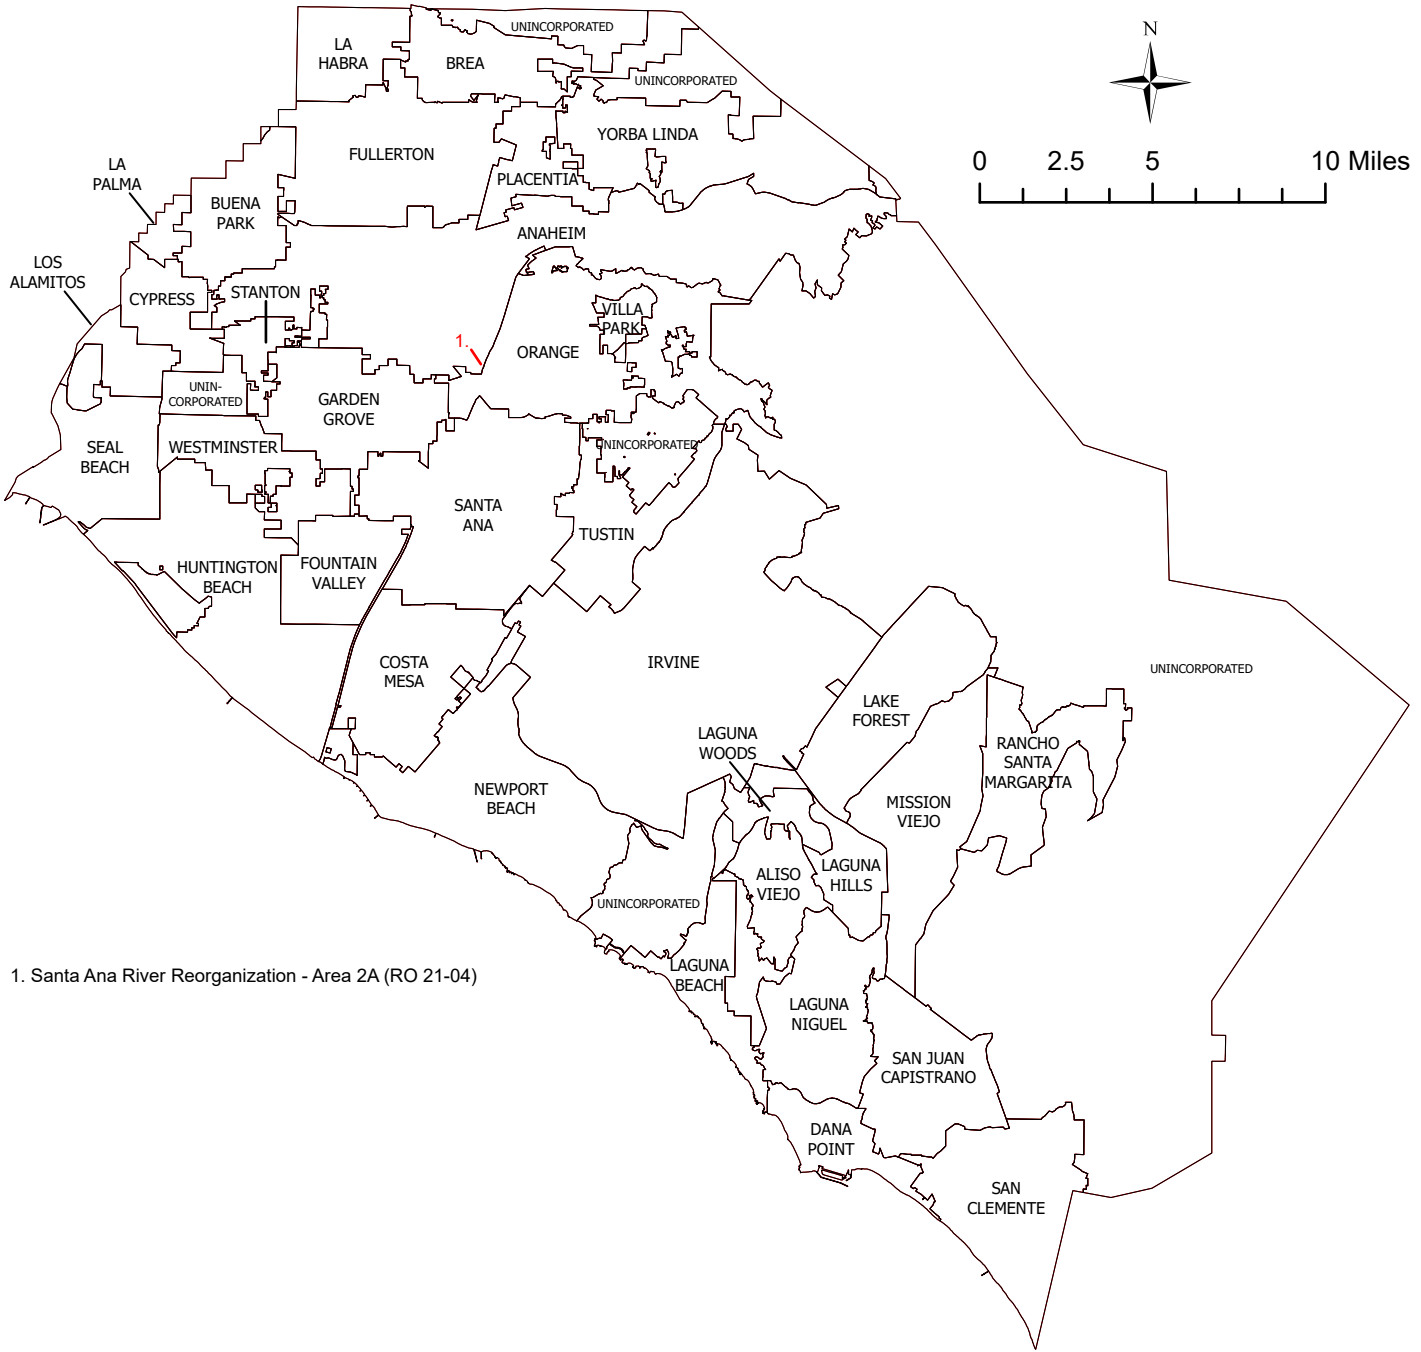 N
0 2.5 5 10 Miles
UNINCORPORATED
LA
HABRA
BREA
UNINCORPORATED
YORBA LINDA
FULLERTON
LA
PALMA
PLACENTIA
BUENA
PARK
ANAHEIM
LOS
ALAMITOS
CYPRESS
STANTON
VILLA
PARK
1.
ORANGE
UNIN-
CORPORATED
GARDEN
GROVE
SEAL
BEACH
WESTMINSTER
UNINCORPORATED
SANTA
ANA
TUSTIN
HUNTINGTON
BEACH
FOUNTAIN
VALLEY
COSTA
MESA
IRVINE
UNINCORPORATED
LAKE
FOREST
LAGUNA
WOODS
RANCHO
SANTA
MARGARITA
NEWPORT
BEACH
MISSION
VIEJO
LAGUNA
HILLS
ALISO
VIEJO
UNINCORPORATED
1. Santa Ana River Reorganization - Area 2A (RO 21-04)
LAGUNA
BEACH
LAGUNA
NIGUEL
SAN JUAN
CAPISTRANO
DANA
POINT
SAN
CLEMENTE